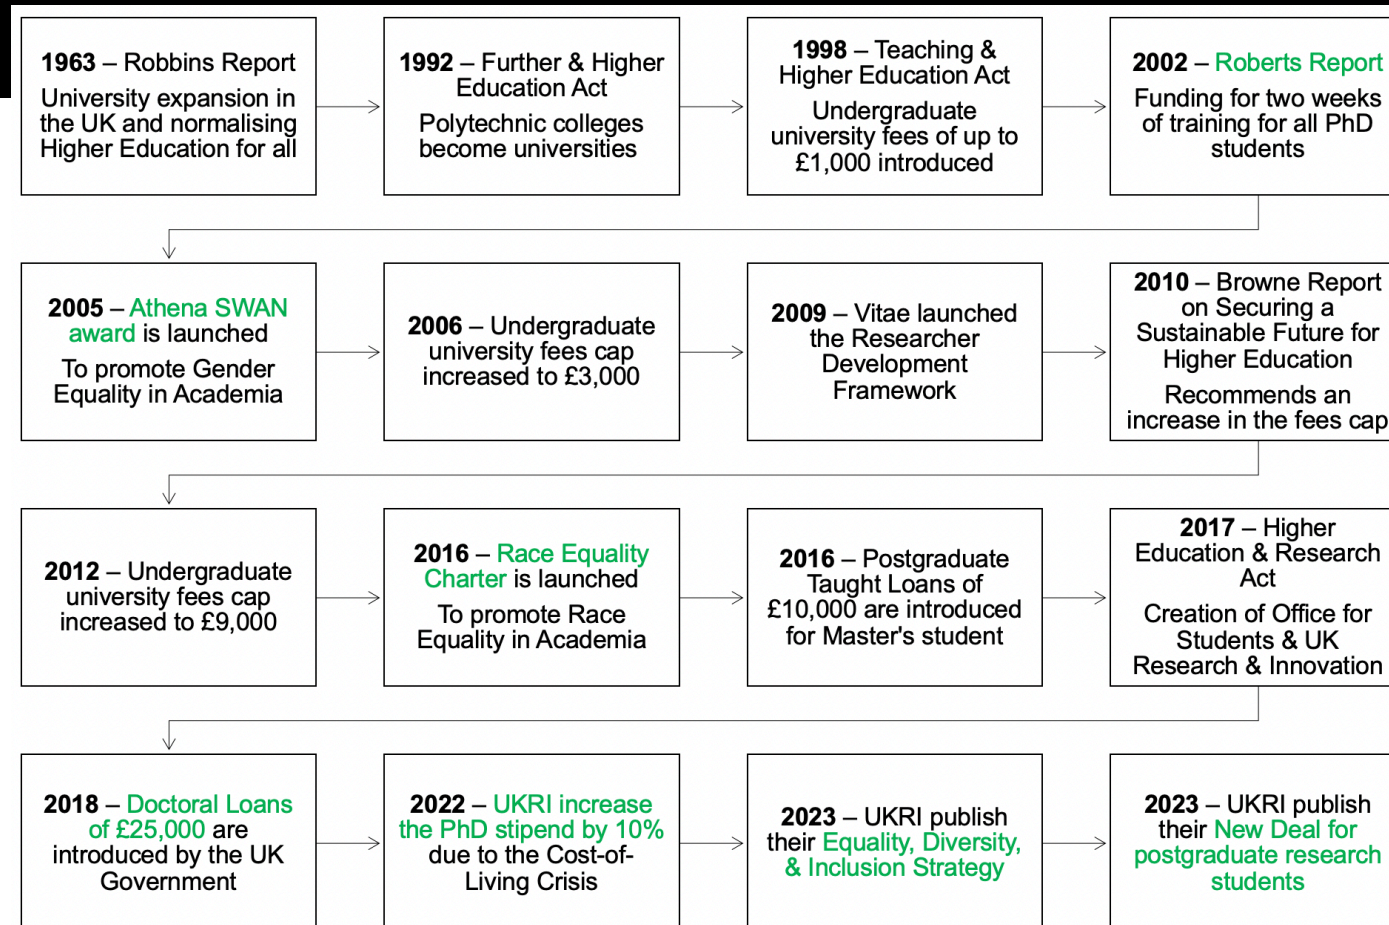 1963 – Robbins Report
University expansion in
the UK and normalising
Higher Education for all
1992 – Further & Higher
Education Act
Polytechnic colleges
become universities
1998 – Teaching &
Higher Education Act
Undergraduate
university fees of up to
£1,000 introduced
2002 – Roberts Report
Funding for two weeks
of training for all PhD
students
2005 – Athena SWAN
award is launched
To promote Gender
Equality in Academia
2006 – Undergraduate
university fees cap
increased to £3,000
2009 – Vitae launched
the Researcher
Development
Framework
2010 – Browne Report
on Securing a
Sustainable Future for
Higher Education
Recommends an
increase in the fees cap
2012 – Undergraduate
university fees cap
increased to £9,000
2016 – Race Equality
Charter is launched
To promote Race
Equality in Academia
2016 – Postgraduate
Taught Loans of
£10,000 are introduced
for Master's student
2017 – Higher
Education & Research
Act
Creation of Office for
Students & UK
Research & Innovation
2018 – Doctoral Loans
of £25,000 are
introduced by the UK
Government
2022 – UKRI increase
the PhD stipend by 10%
due to the Cost-of-
Living Crisis
2023 – UKRI publish
their Equality, Diversity,
& Inclusion Strategy
2023 – UKRI publish
their New Deal for
postgraduate research
students